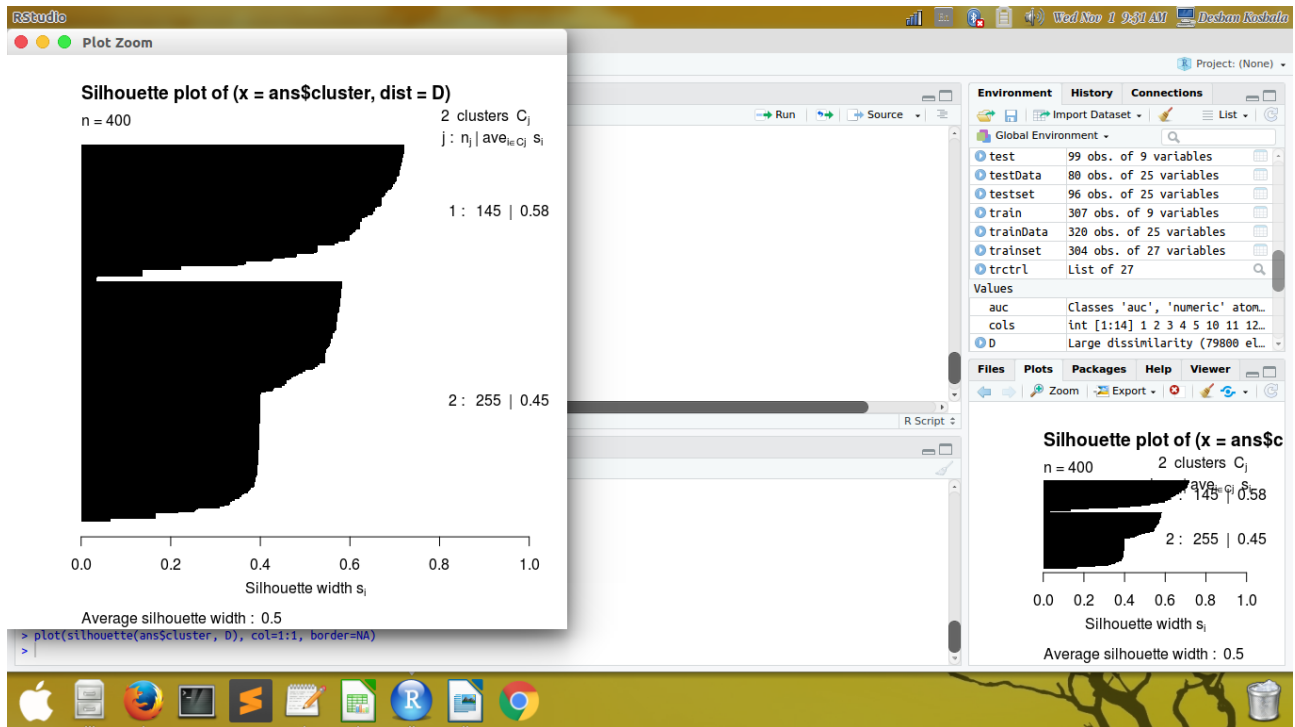 RStudio
Wed Nov 1 9:31 AM Desban Koshala
Plot Zoom
Silhouette plot of (x = ans$cluster, dist = D)
n = 400
2 clusters Cj
j : nj | avei∈Cj si
1 : 145 | 0.58
2 : 255 | 0.45
0.0 0.2 0.4 0.6 0.8 1.0
Silhouette width si
Average silhouette width : 0.5
Project: (None)
Run Source
R Script
> plot(silhouette(ans$cluster, D), col=1:1, border=NA)
>
Environment History Connections
Import Dataset List
Global Environment
test 99 obs. of 9 variables
testData 80 obs. of 25 variables
testset 96 obs. of 25 variables
train 307 obs. of 9 variables
trainData 320 obs. of 25 variables
trainset 304 obs. of 27 variables
trctrl List of 27
Values
auc Classes 'auc', 'numeric' atom…
cols int [1:14] 1 2 3 4 5 10 11 12…
D Large dissimilarity (79800 el…
Files Plots Packages Help Viewer
Zoom Export
Silhouette plot of (x = ans$c
n = 400
2 clusters Cj
avei∈Cj si
145 | 0.58
2 : 255 | 0.45
0.0 0.2 0.4 0.6 0.8 1.0
Silhouette width si
Average silhouette width : 0.5